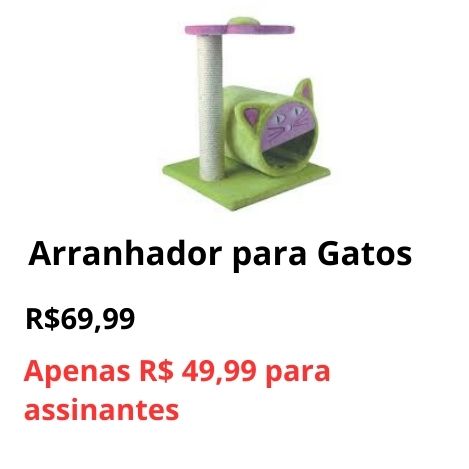 Arranhador para Gatos
R$69,99
Apenas R$ 49,99 para
assinantes